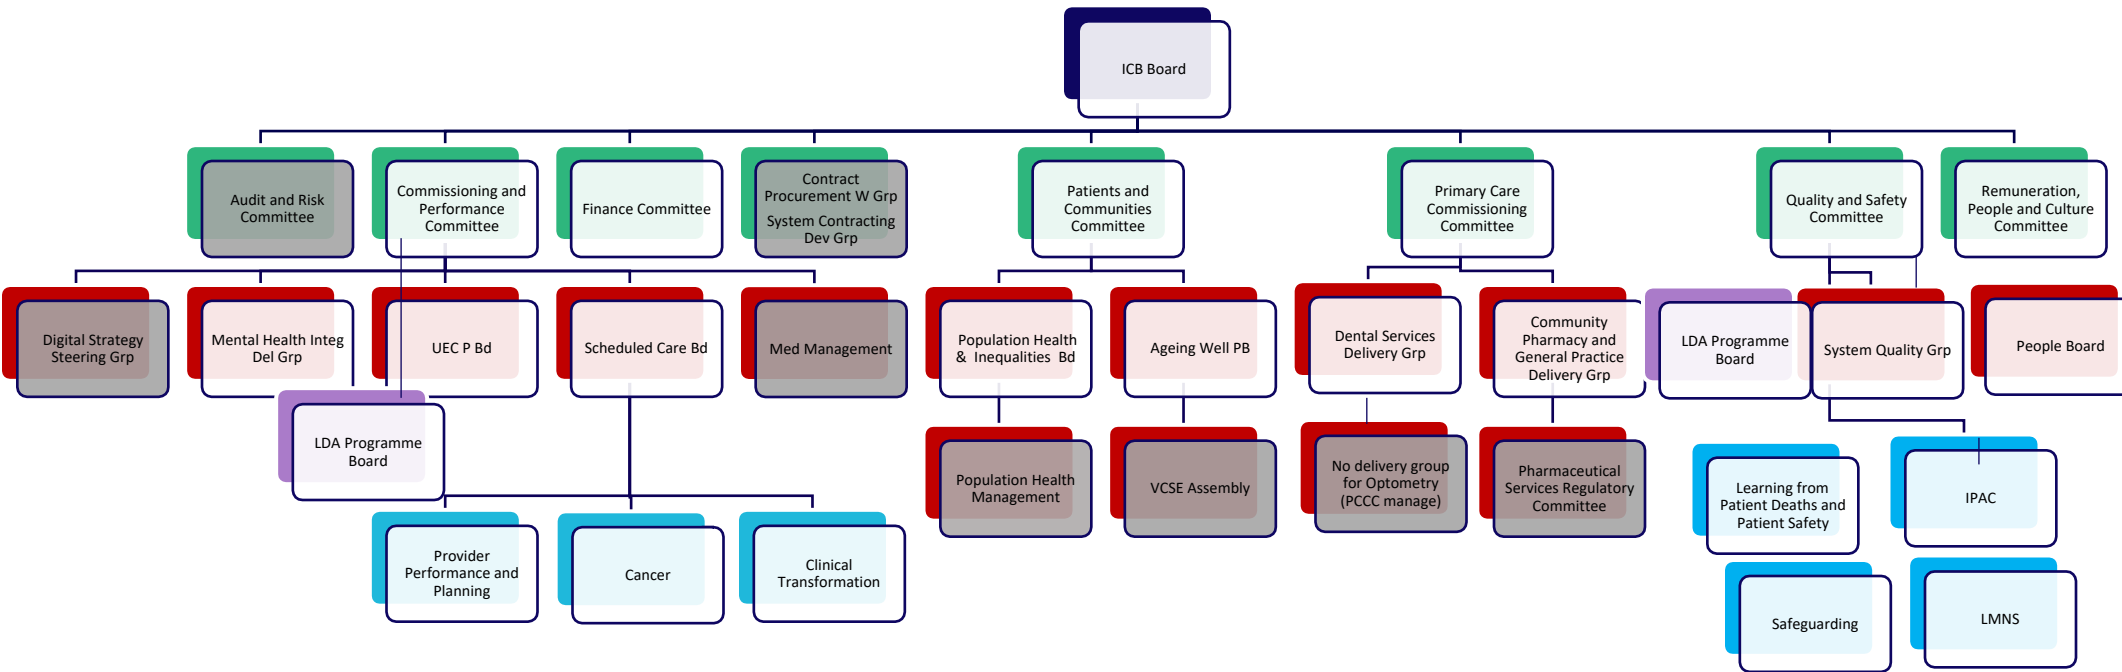 ICB Board
Audit and Risk
Committee
Commissioning and
Performance
Committee
Finance Committee
Contract
Procurement W Grp
System Contracting
Dev Grp
Patients and
Communities
Committee
Primary Care
Commissioning
Committee
Quality and Safety
Committee
Remuneration,
People and Culture
Committee
Digital Strategy
Steering Grp
Mental Health Integ
Del Grp
UEC P Bd
Scheduled Care Bd
Med Management
Population Health
& Inequalities Bd
Ageing Well PB
Dental Services
Delivery Grp
Community
Pharmacy and
General Practice
Delivery Grp
LDA Programme
Board
System Quality Grp
People Board
LDA Programme
Board
Population Health
Management
VCSE Assembly
No delivery group
for Optometry
(PCCC manage)
Pharmaceutical
Services Regulatory
Committee
Learning from
Patient Deaths and
Patient Safety
IPAC
Provider
Performance and
Planning
Cancer
Clinical
Transformation
Safeguarding
LMNS